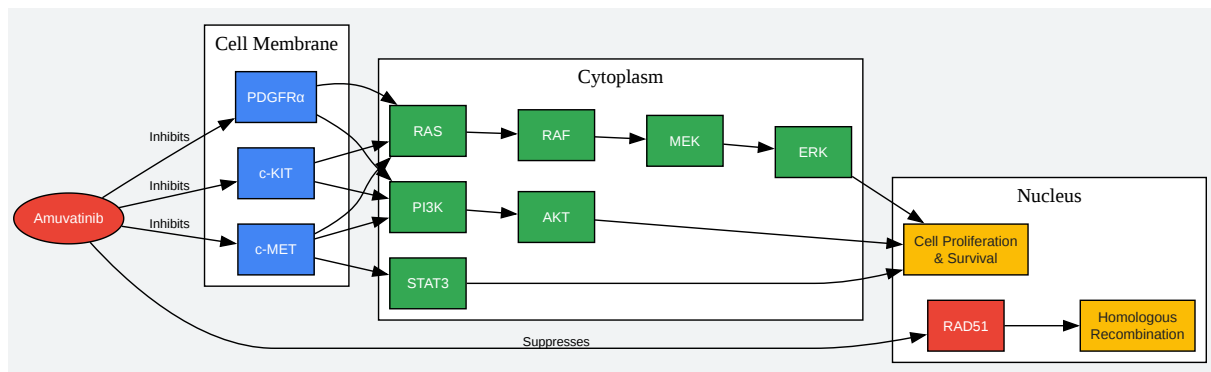 Cell Membrane
Cytoplasm
PDGFRα
RAS
RAF
MEK
ERK
Inhibits
c-KIT
Inhibits
Amuvatinib
PI3K
AKT
Nucleus
Inhibits
c-MET
Cell Proliferation
& Survival
STAT3
RAD51
Homologous
Recombination
Suppresses